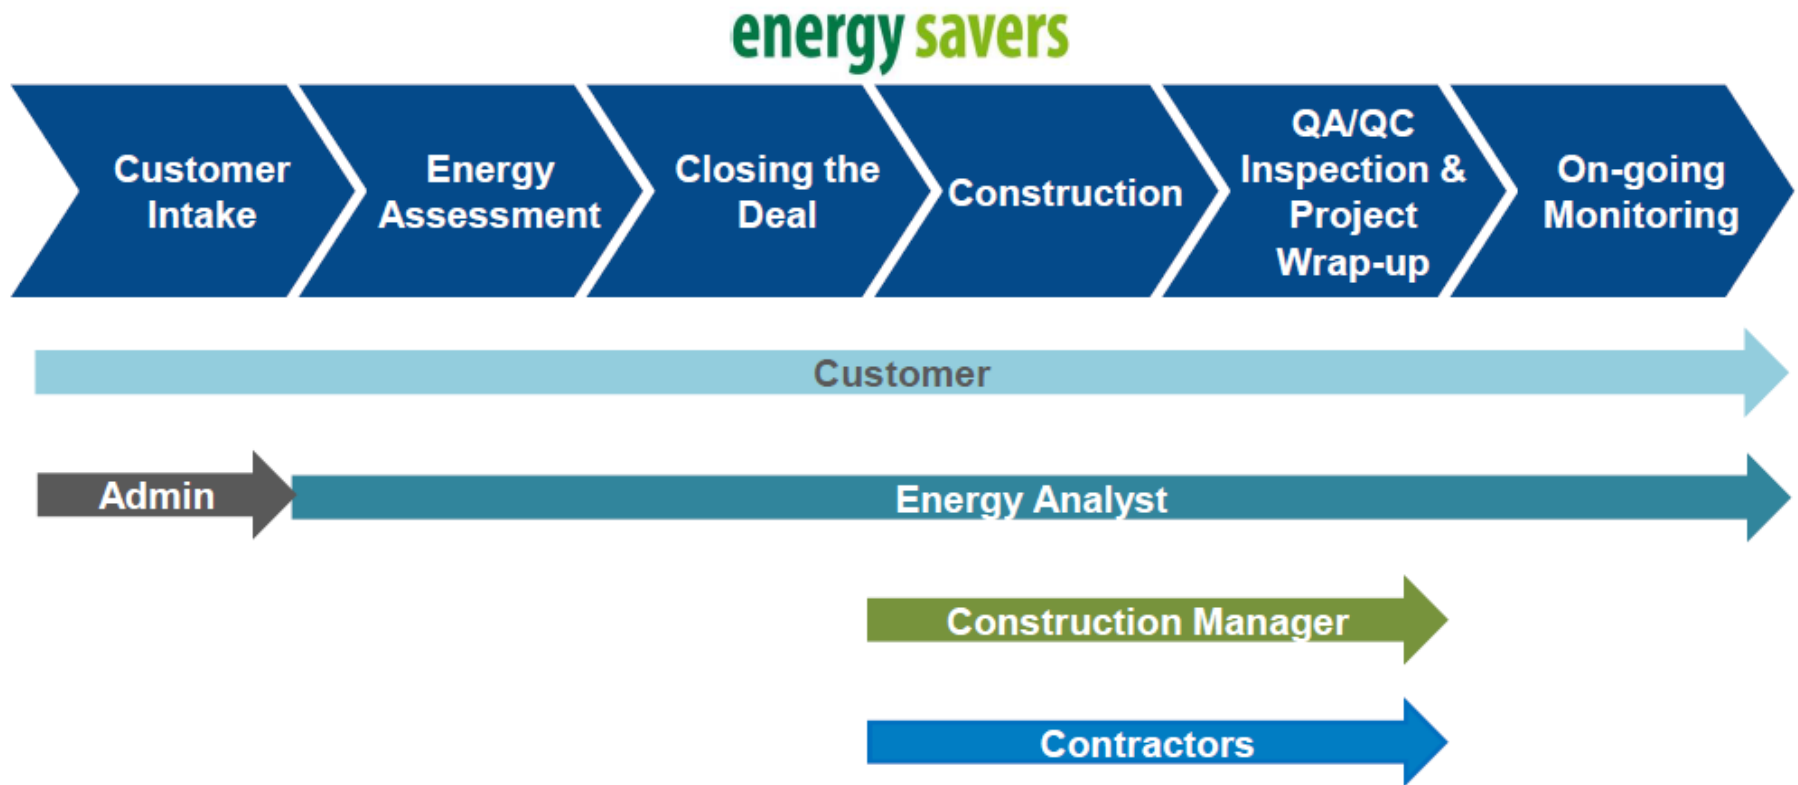 energy savers
Customer
Intake
Energy
Assessment
Closing the
Deal
Construction
QA/QC
Inspection &
Project
Wrap-up
On-going
Monitoring
Customer
Admin
Energy Analyst
Construction Manager
Contractors